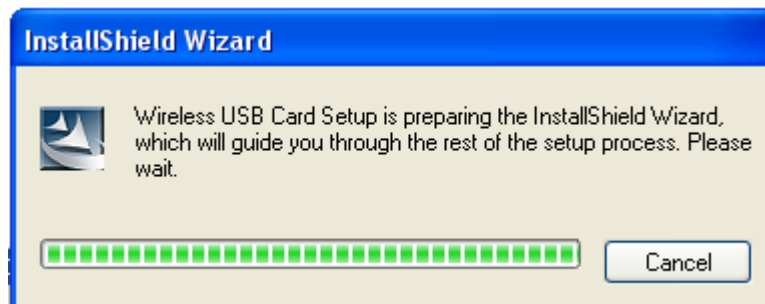 InstallShield Wizard
Wireless USB Card Setup is preparing the InstallShield Wizard,
which will guide you through the rest of the setup process. Please
wait.
Cancel